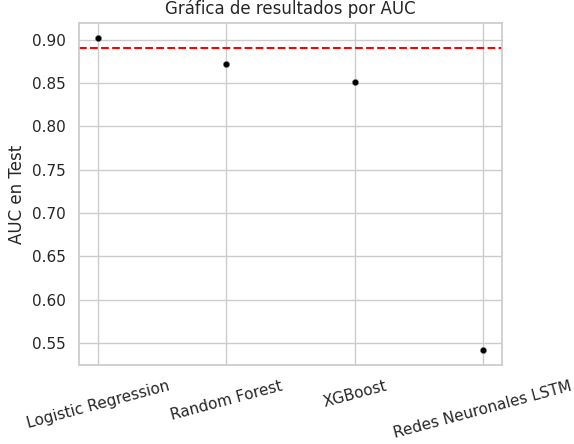 Gráfica de resultados por AUC
0.90
0.85
0.80
0.75
0.70
0.65
0.60
0.55
AUC en Test
Logistic Regression
Random Forest
XGBoost
Redes Neuronales LSTM